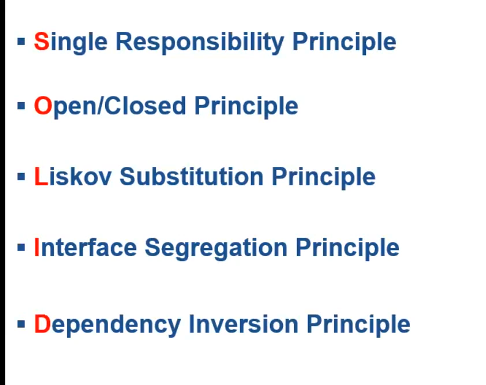 ▪ Single Responsibility Principle
▪ Open/Closed Principle
▪ Liskov Substitution Principle
▪ Interface Segregation Principle
▪ Dependency Inversion Principle